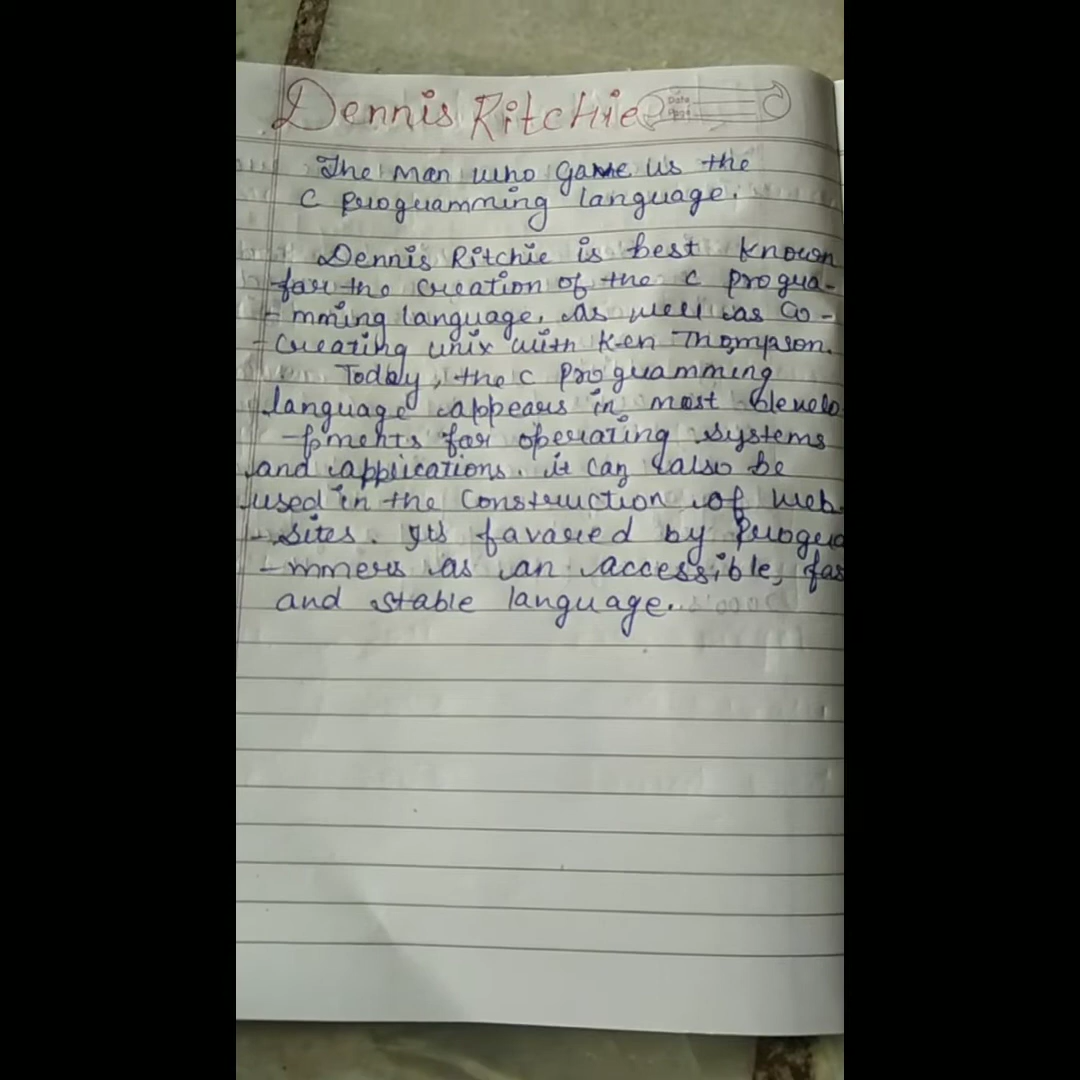 Dennis Ritchie
Date
The man who game us the
C programming language.
Dennis Ritchie is best known
for the creation of the C progra-
-mming language. As well as Co-
-creating unix with Ken Thompson.
Today, the C programming
language appears in most develo
-pments for operating systems
and applications. it can also be
used in the construction of web
-sites. Its favored by Progra
-mmers as an accessible, fas
and stable language.